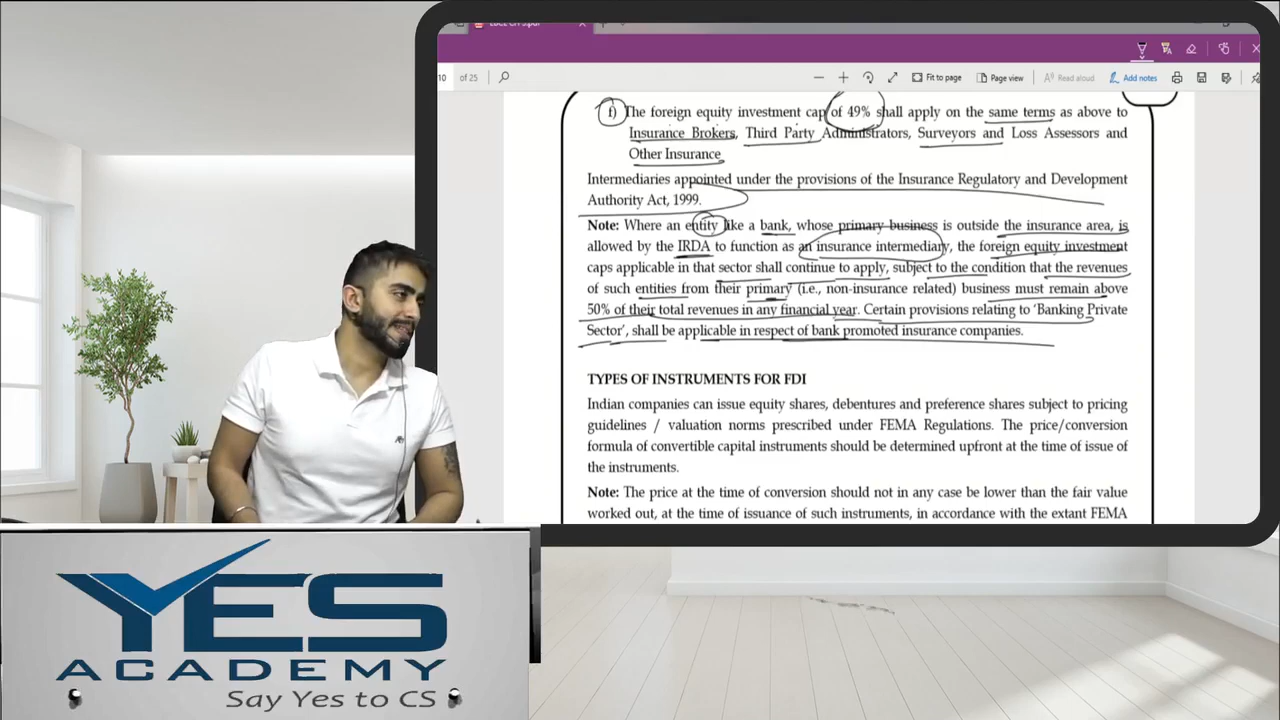 10 of 25
Fit to page
Page view
Read aloud
Add notes
f) The foreign equity investment cap of 49% shall apply on the same terms as above to
Insurance Brokers, Third Party Administrators, Surveyors and Loss Assessors and
Other Insurance
Intermediaries appointed under the provisions of the Insurance Regulatory and Development
Authority Act, 1999.
Note: Where an entity like a bank, whose primary business is outside the insurance area, is
allowed by the IRDA to function as an insurance intermediary, the foreign equity investment
caps applicable in that sector shall continue to apply, subject to the condition that the revenues
of such entities from their primary (i.e., non-insurance related) business must remain above
50% of their total revenues in any financial year. Certain provisions relating to 'Banking Private
Sector', shall be applicable in respect of bank promoted insurance companies.
TYPES OF INSTRUMENTS FOR FDI
Indian companies can issue equity shares, debentures and preference shares subject to pricing
guidelines / valuation norms prescribed under FEMA Regulations. The price/conversion
formula of convertible capital instruments should be determined upfront at the time of issue of
the instruments.
Note: The price at the time of conversion should not in any case be lower than the fair value
worked out, at the time of issuance of such instruments, in accordance with the extant FEMA
YES
ACADEMY
Say Yes to CS